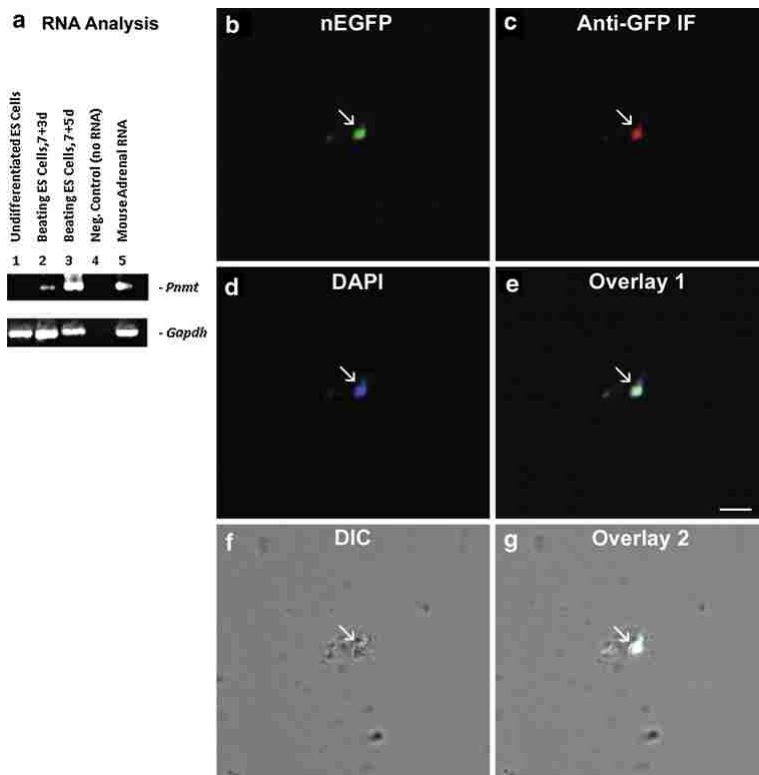 a RNA Analysis
Undifferentiated ES Cells
Beating ES Cells,7+3d
Beating ES Cells,7+5d
Neg. Control (no RNA)
Mouse Adrenal RNA
1 2 3 4 5
- Pnmt
- Gapdh
b nEGFP
c Anti-GFP IF
d DAPI
e Overlay 1
f DIC
g Overlay 2